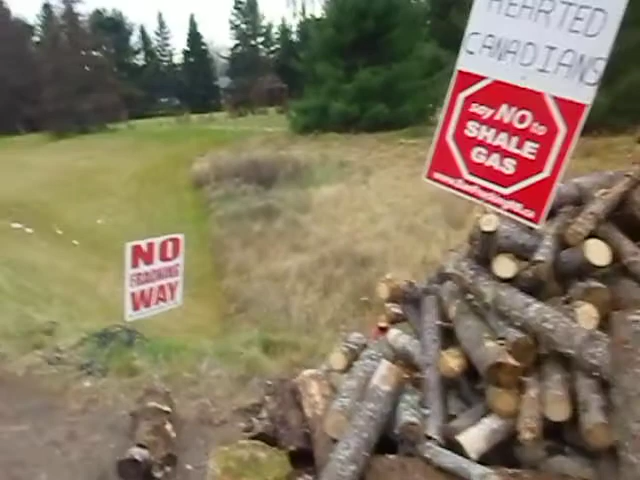 HEARTED
CANADIANS
say NO to
SHALE
GAS
NO
FRACKING
WAY